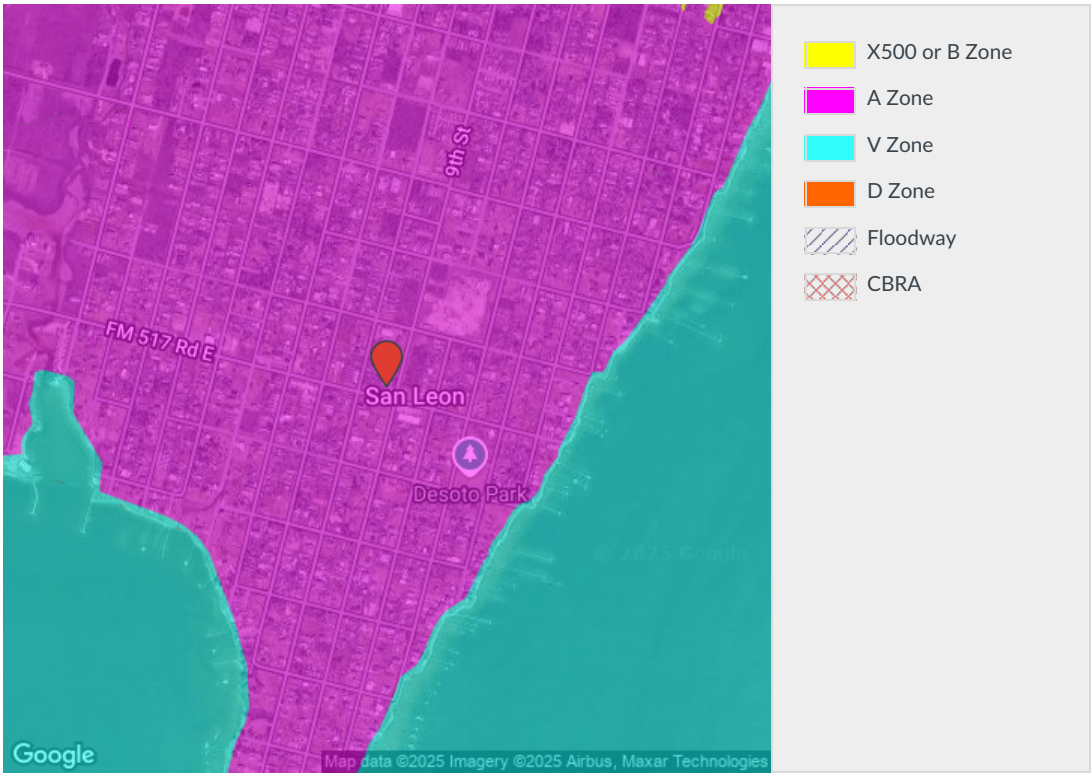 X500 or B Zone
A Zone
V Zone
D Zone
Floodway
CBRA
9th St
FM 517 Rd E
San Leon
Desoto Park
© 2025 Google
Google
Map data ©2025 Imagery ©2025 Airbus, Maxar Technologies